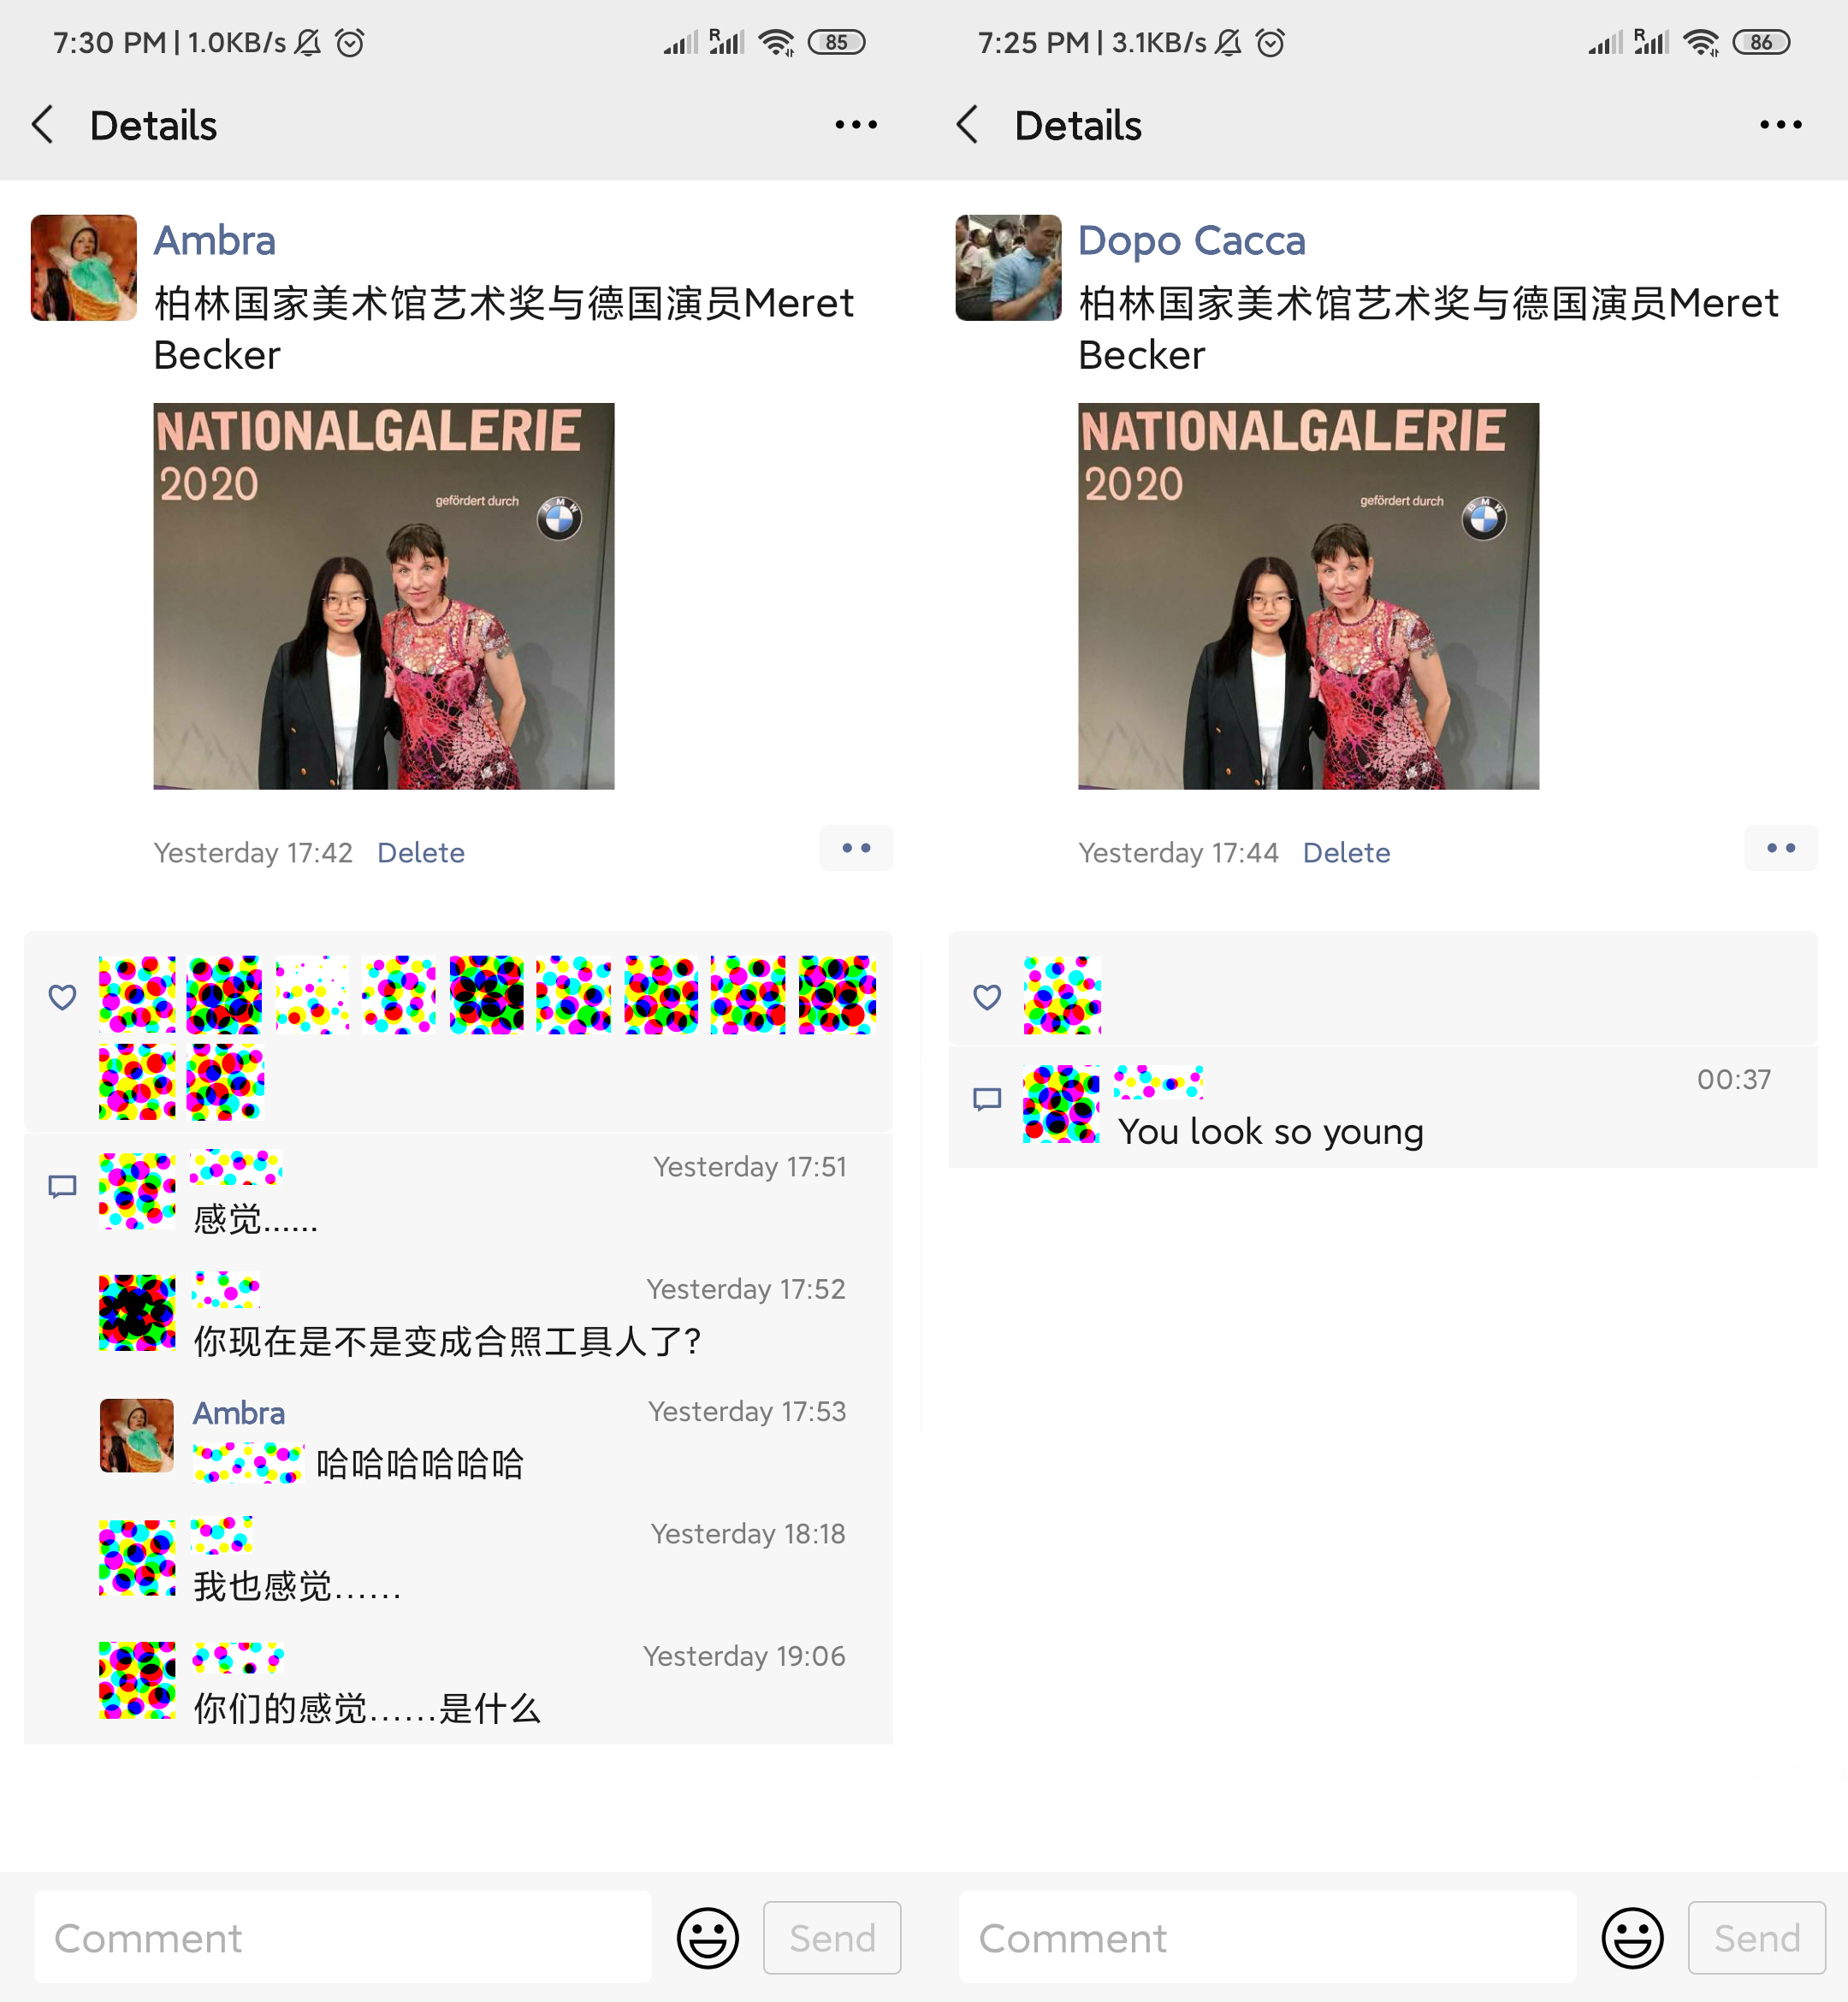 7:30 PM | 1.0KB/s
85
Details
Ambra
柏林国家美术馆艺术奖与德国演员Meret
Becker
NATIONALGALERIE
2020
gefördert durch
BMW
Yesterday 17:42 Delete
Yesterday 17:51
感觉......
Yesterday 17:52
你现在是不是变成合照工具人了?
Ambra
Yesterday 17:53
哈哈哈哈哈哈
Yesterday 18:18
我也感觉……
Yesterday 19:06
你们的感觉……是什么
Comment
Send
7:25 PM | 3.1KB/s
86
Details
Dopo Cacca
柏林国家美术馆艺术奖与德国演员Meret
Becker
NATIONALGALERIE
2020
gefördert durch
BMW
Yesterday 17:44 Delete
00:37
You look so young
Comment
Send